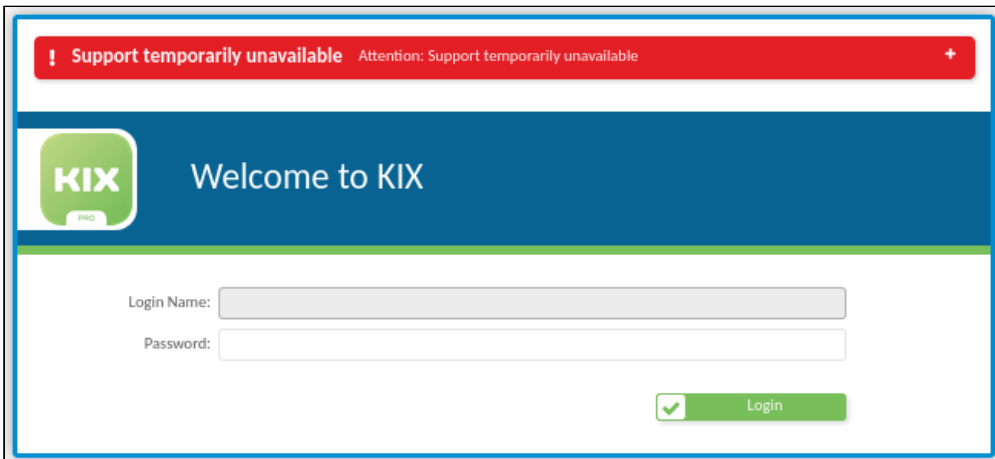 ! Support temporarily unavailable Attention: Support temporarily unavailable +
KIX
PRO
Welcome to KIX
Login Name:
Password:
Login